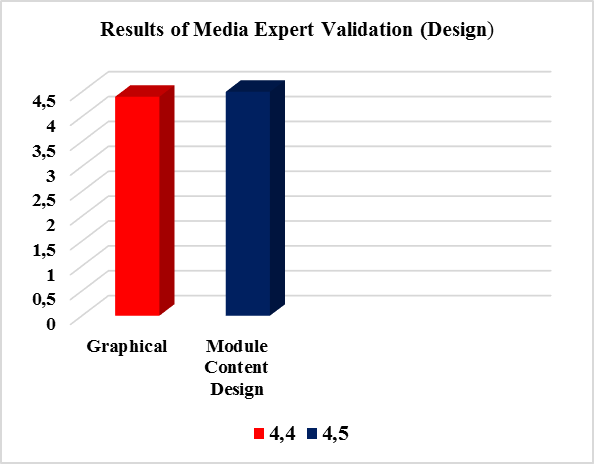 Results of Media Expert Validation (Design)
4,5
4
3,5
3
2,5
2
1,5
1
0,5
0
Graphical
Module
Content
Design
4,4 4,5